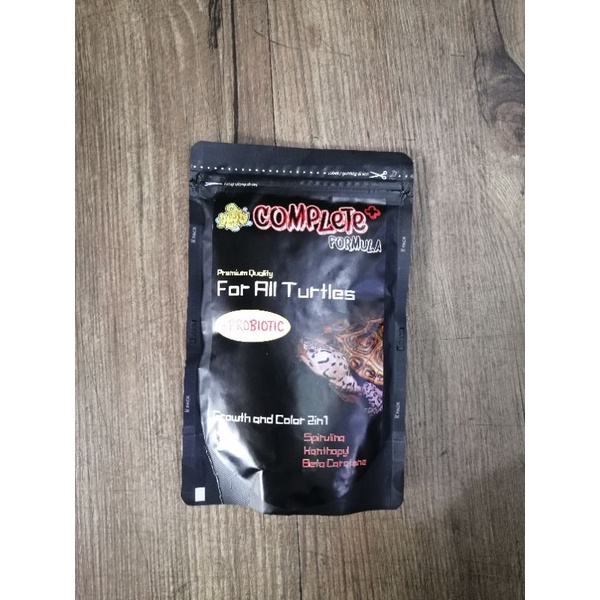 COMPLETE+
FORMULA
Premium Quality
For All Turtles
+PROBIOTIC
Growth and Color 2in1
Spirulina
Xanthopyl
Beta Carotene